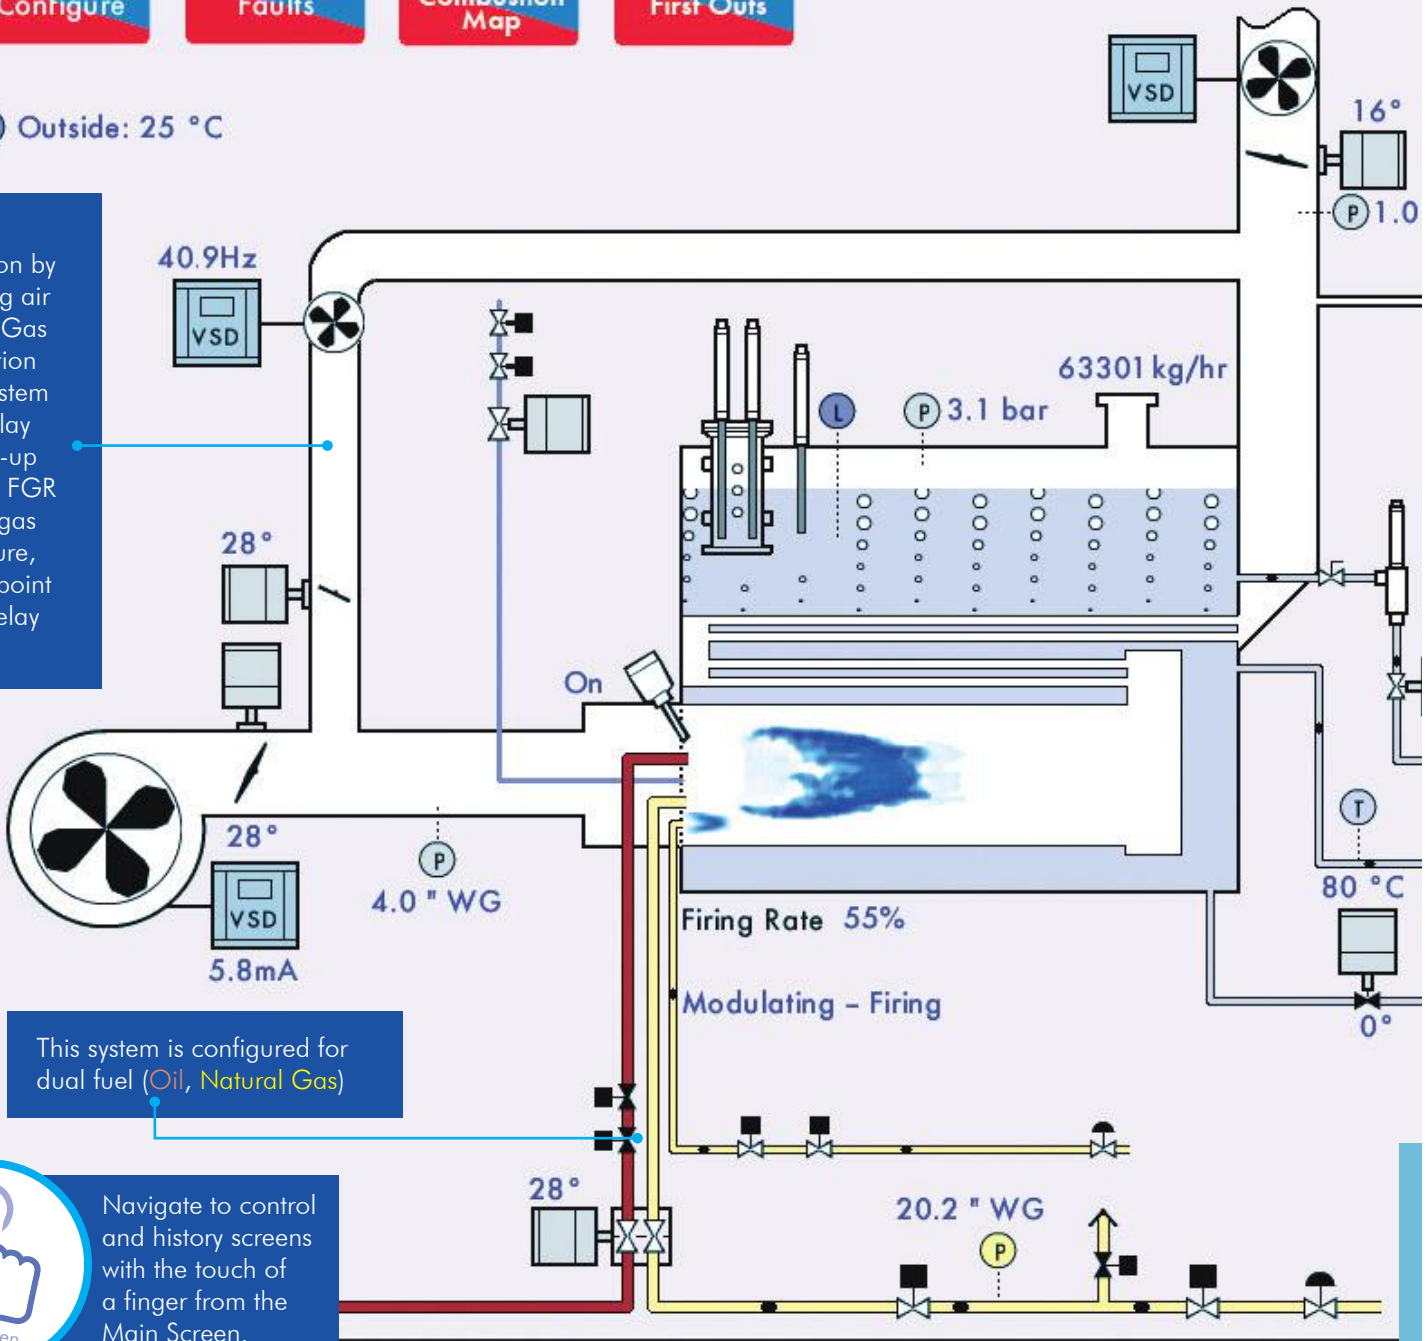 Configure
Faults
Combustion
Map
First Outs
Outside: 25 °C
VSD
16°
P 1.0
on by
g air
Gas
tion
stem
lay
-up
FGR
gas
ure,
point
elay
40.9Hz
VSD
63301 kg/hr
L
P 3.1 bar
28°
On
28°
VSD
5.8mA
P
4.0 " WG
T
80 °C
0°
Firing Rate 55%
Modulating – Firing
This system is configured for
dual fuel (Oil, Natural Gas)
28°
20.2 " WG
P
Navigate to control
and history screens
with the touch of
a finger from the
Main Screen.